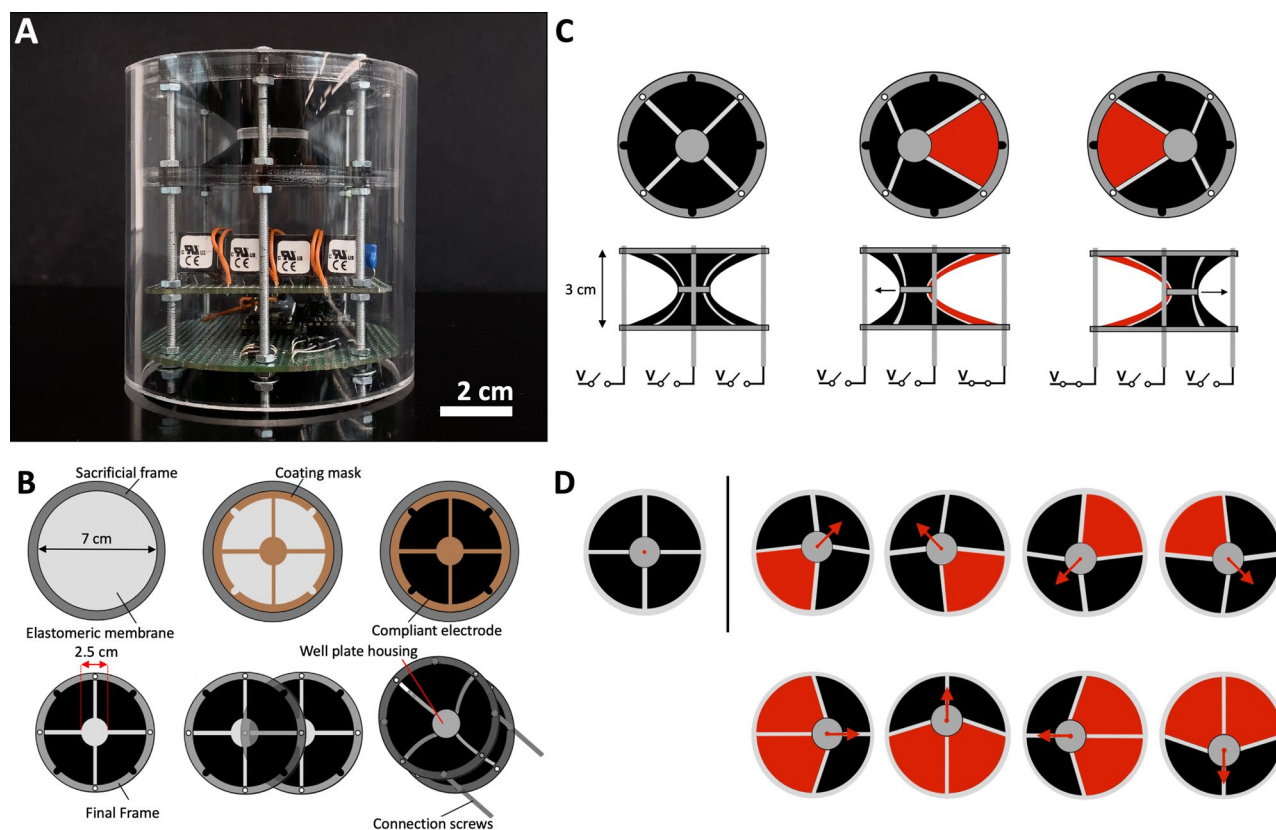 A
2 cm
B
Sacrificial frame
Coating mask
7 cm
Elastomeric membrane
Compliant electrode
2.5 cm
Well plate housing
Final Frame
Connection screws
C
3 cm
V V V
V V V
V V V
D